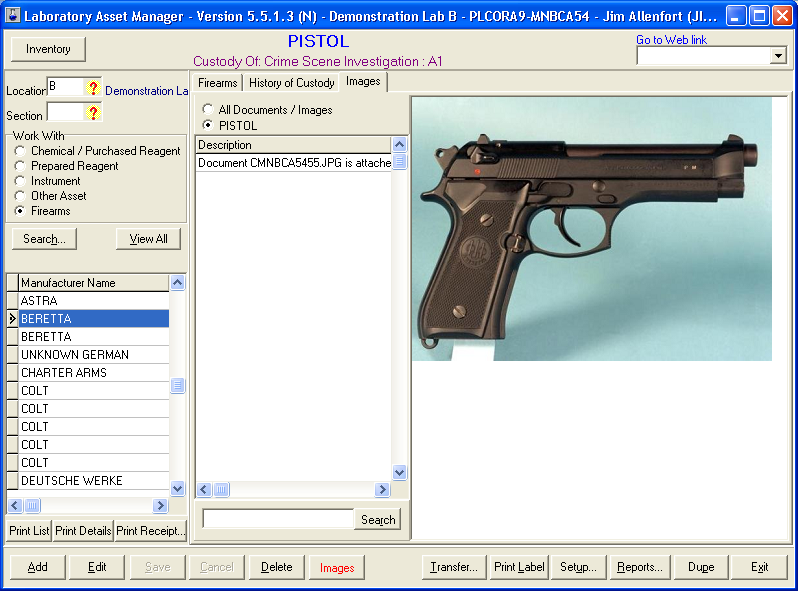 Laboratory Asset Manager - Version 5.5.1.3 (N) - Demonstration Lab B - PLCORA9-MNBCA54 - Jim Allenfort (JI...
Inventory
PISTOL
Custody Of: Crime Scene Investigation : A1
Go to Web link
Location
B
?
Demonstration La
Section
?
Work With
Chemical / Purchased Reagent
Prepared Reagent
Instrument
Other Asset
Firearms
Search...
View All
Manufacturer Name
ASTRA
BERETTA
BERETTA
UNKNOWN GERMAN
CHARTER ARMS
COLT
COLT
COLT
COLT
COLT
DEUTSCHE WERKE
Print List
Print Details
Print Receipt...
Firearms
History of Custody
Images
All Documents / Images
PISTOL
Description
Document CMNBCA5455.JPG is attache
Search
Add
Edit
Save
Cancel
Delete
Images
Transfer...
Print Label
Setup...
Reports...
Dupe
Exit